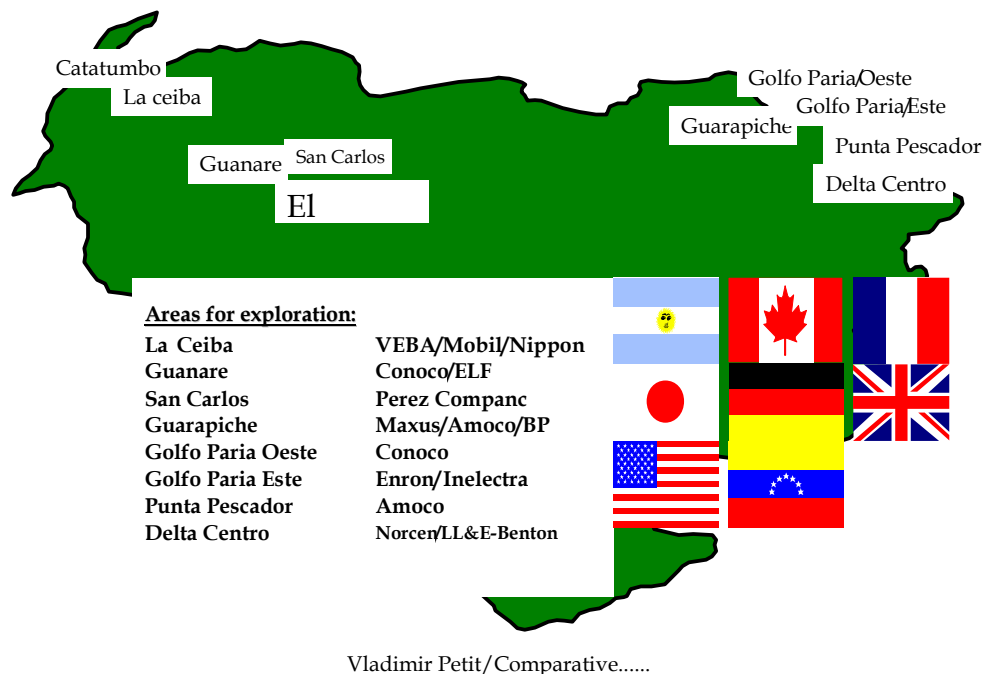 Catatumbo
La ceiba
Guanare
San Carlos
El
Golfo Paria/Oeste
Golfo Paria/Este
Guarapiche
Punta Pescador
Delta Centro
Areas for exploration:
La Ceiba VEBA/Mobil/Nippon
Guanare Conoco/ELF
San Carlos Perez Companc
Guarapiche Maxus/Amoco/BP
Golfo Paria Oeste Conoco
Golfo Paria Este Enron/Inelectra
Punta Pescador Amoco
Delta Centro Norcen/LL&E-Benton
Vladimir Petit/Comparative......